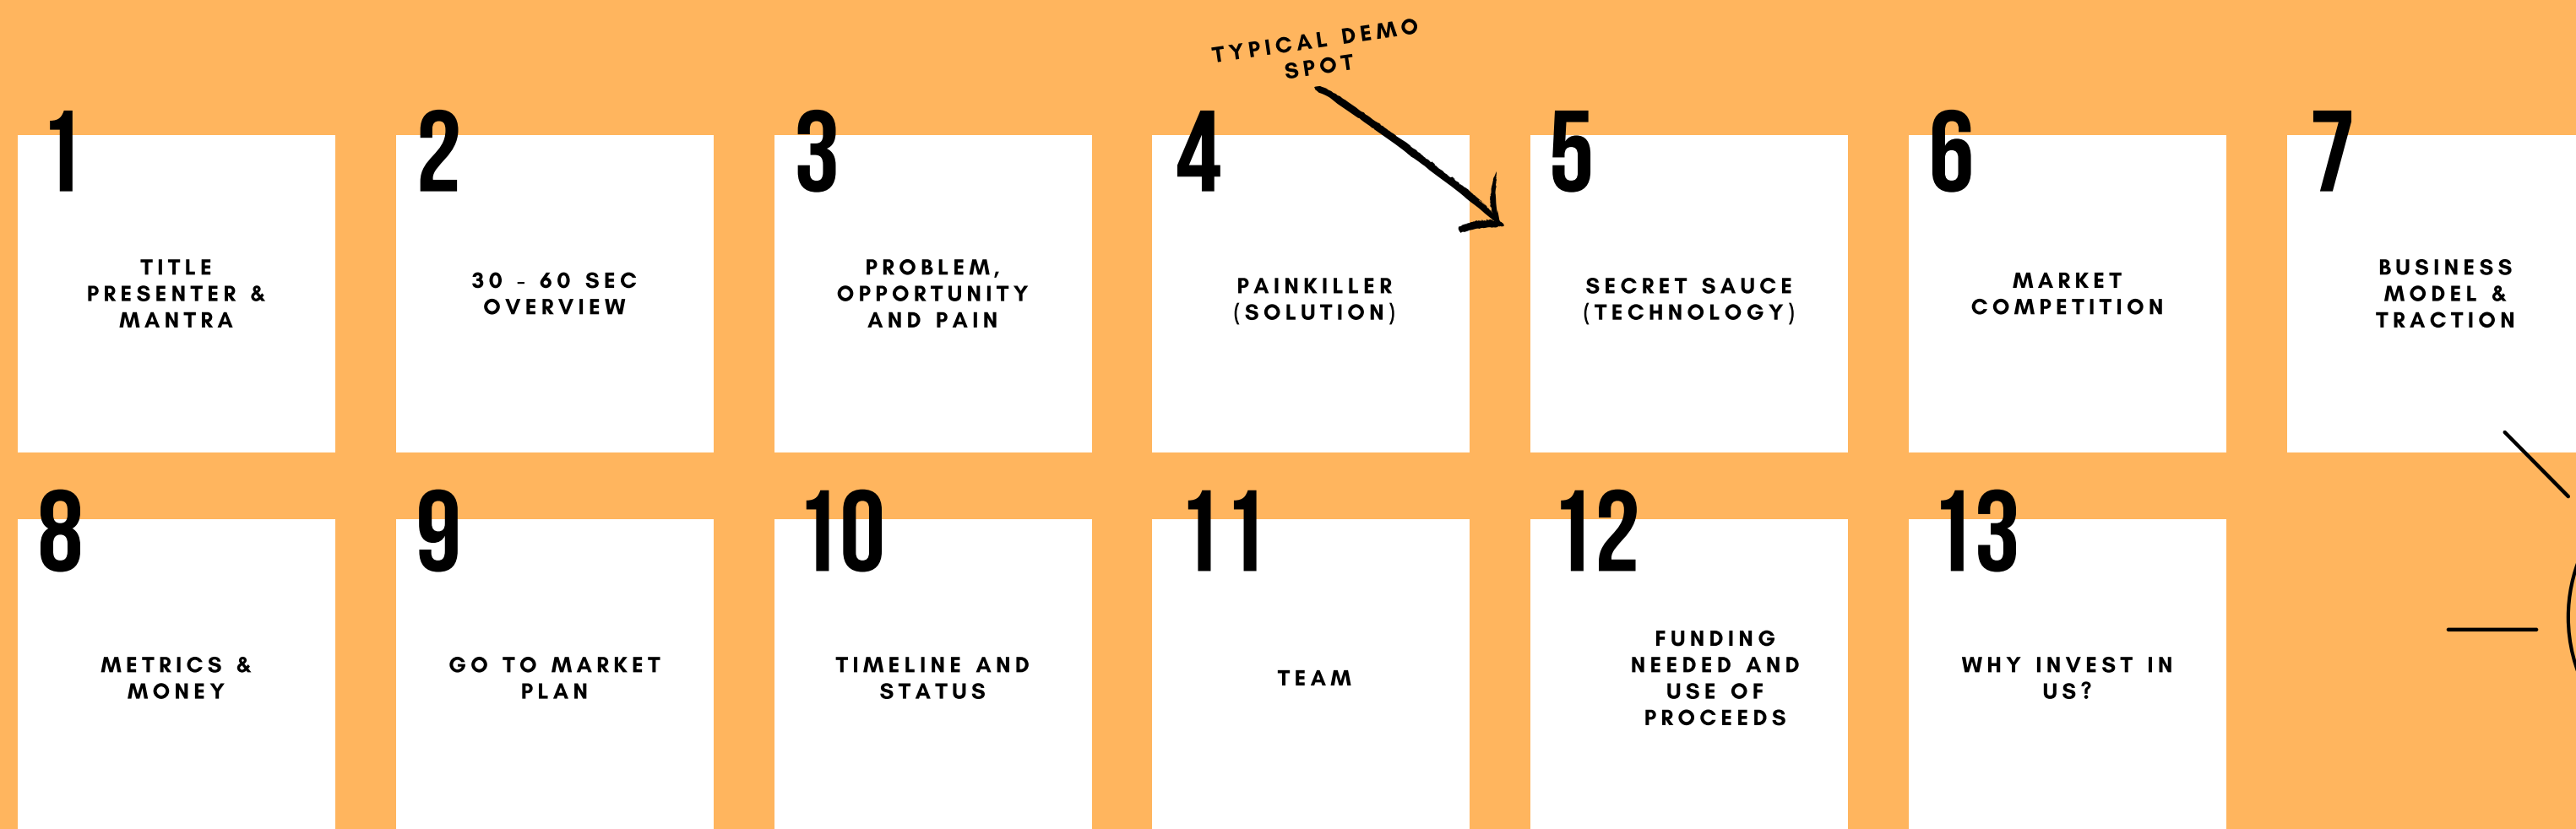 TYPICAL DEMO
SPOT
1
TITLE
PRESENTER &
MANTRA
2
30 - 60 SEC
OVERVIEW
3
PROBLEM,
OPPORTUNITY
AND PAIN
4
PAINKILLER
(SOLUTION)
5
SECRET SAUCE
(TECHNOLOGY)
6
MARKET
COMPETITION
7
BUSINESS
MODEL &
TRACTION
8
METRICS &
MONEY
9
GO TO MARKET
PLAN
10
TIMELINE AND
STATUS
11
TEAM
12
FUNDING
NEEDED AND
USE OF
PROCEEDS
13
WHY INVEST IN
US?